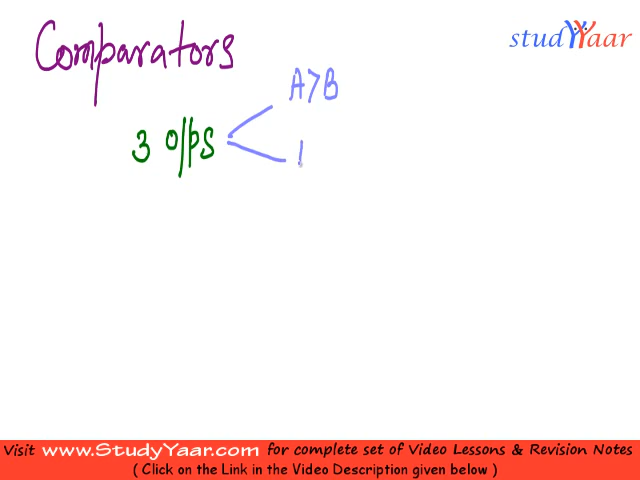 Comparators
studYYaar
A>B
3 O/ps
Visit www.StudyYaar.com for complete set of Video Lessons & Revision Notes
( Click on the Link in the Video Description given below )